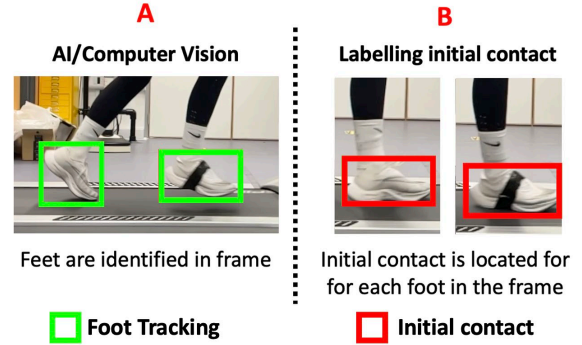 A
B
AI/Computer Vision
Labelling initial contact
Feet are identified in frame
Initial contact is located for
for each foot in the frame
Foot Tracking
Initial contact